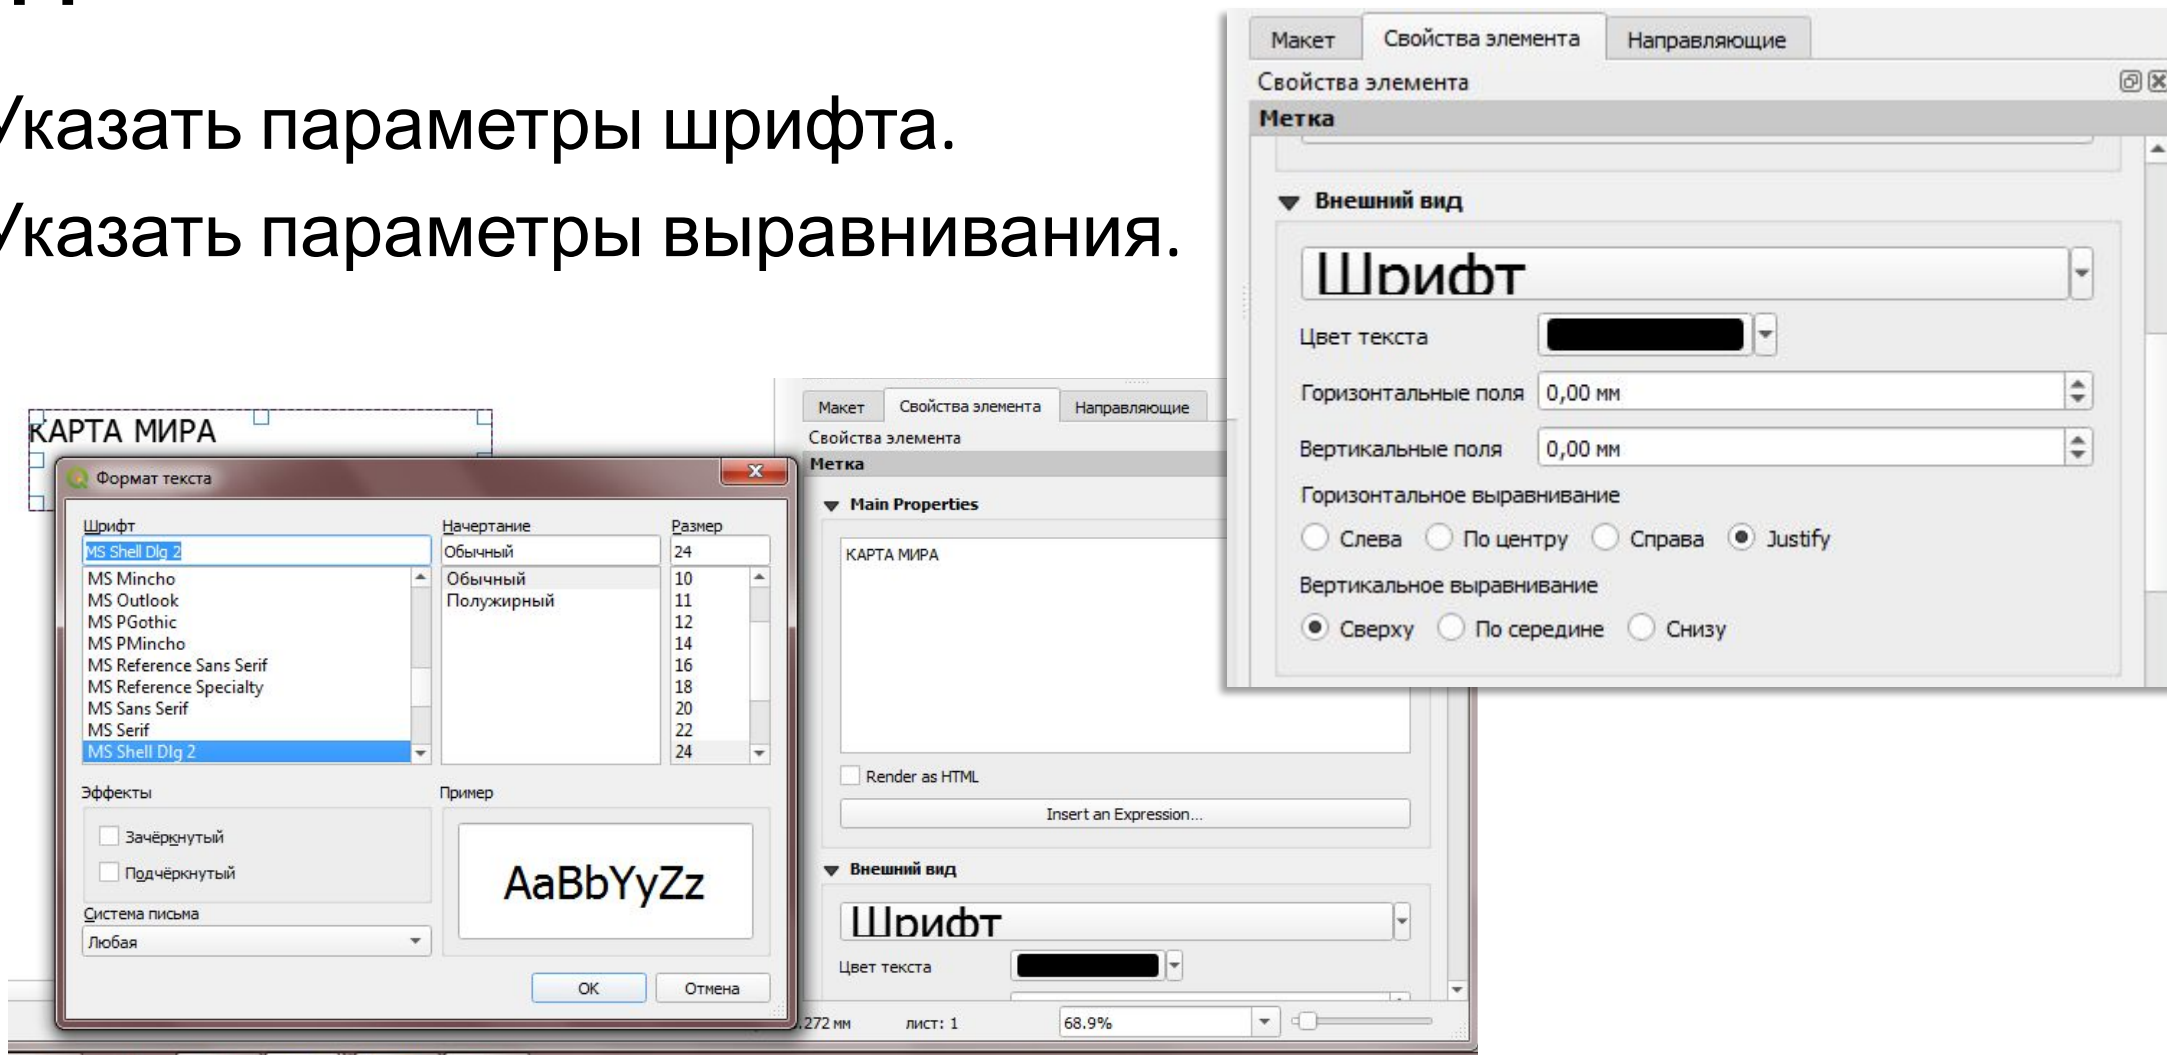 Указать параметры шрифта.
Указать параметры выравнивания.
Макет Свойства элемента Направляющие
Свойства элемента
Метка
Внешний вид
Шрифт
Цвет текста
Горизонтальные поля 0,00 мм
Вертикальные поля 0,00 мм
Горизонтальное выравнивание
Слева По центру Справа Justify
Вертикальное выравнивание
Сверху По середине Снизу
КАРТА МИРА
Формат текста
Шрифт Начертание Размер
MS Shell Dlg 2 Обычный 24
MS Mincho Обычный 10
MS Outlook Полужирный 11
MS PGothic 12
MS PMincho 14
MS Reference Sans Serif 16
MS Reference Specialty 18
MS Sans Serif 20
MS Serif 22
MS Shell Dlg 2 24
Эффекты Пример
Зачёркнутый
Подчёркнутый
AaBbYyZz
Система письма
Любая
OK Отмена
Макет Свойства элемента Направляющие
Свойства элемента
Метка
Main Properties
КАРТА МИРА
Render as HTML
Insert an Expression...
Внешний вид
Шрифт
Цвет текста
.272 мм лист: 1 68.9%